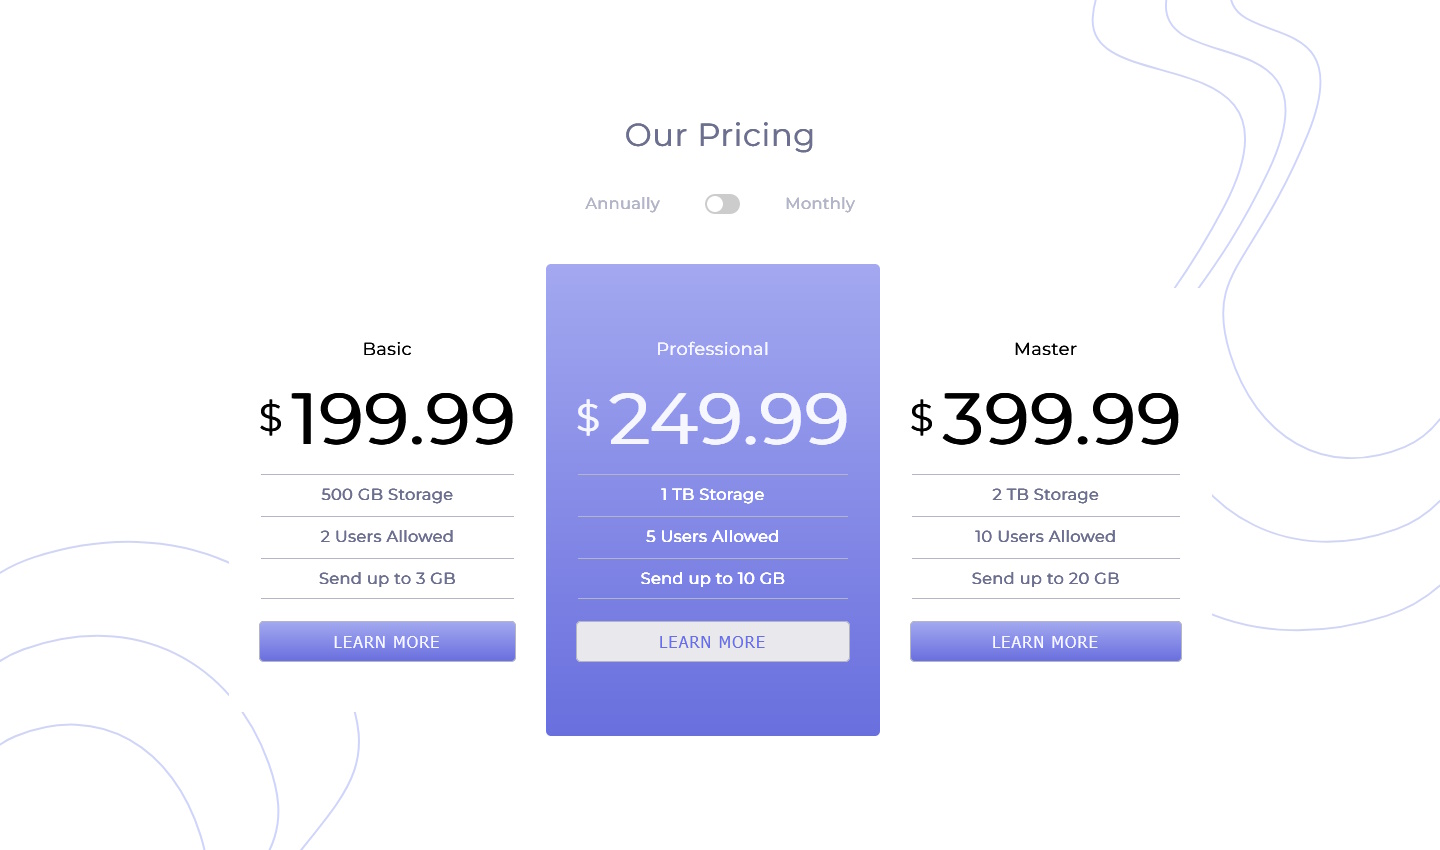 Our Pricing
Annually
Monthly
Basic
$ 199.99
500 GB Storage
2 Users Allowed
Send up to 3 GB
LEARN MORE
Professional
$ 249.99
1 TB Storage
5 Users Allowed
Send up to 10 GB
LEARN MORE
Master
$ 399.99
2 TB Storage
10 Users Allowed
Send up to 20 GB
LEARN MORE